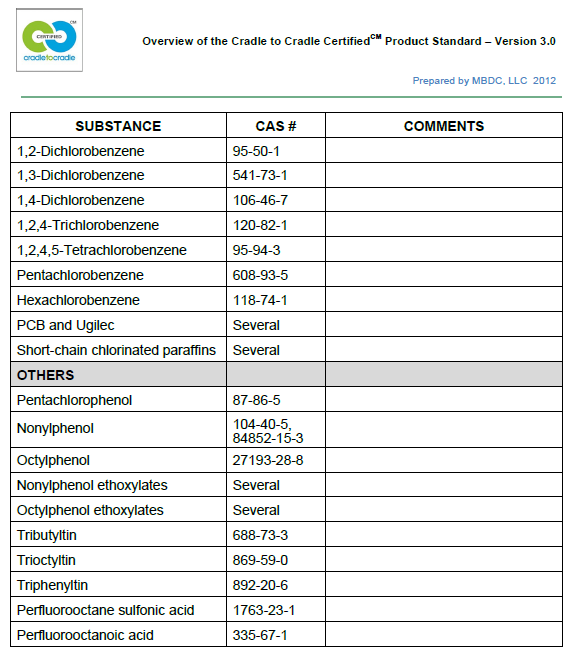 CERTIFIED CM
cradletocradle
Overview of the Cradle to Cradle Certified CM Product Standard – Version 3.0
Prepared by MBDC, LLC 2012
SUBSTANCE CAS # COMMENTS
1,2-Dichlorobenzene 95-50-1
1,3-Dichlorobenzene 541-73-1
1,4-Dichlorobenzene 106-46-7
1,2,4-Trichlorobenzene 120-82-1
1,2,4,5-Tetrachlorobenzene 95-94-3
Pentachlorobenzene 608-93-5
Hexachlorobenzene 118-74-1
PCB and Ugilec Several
Short-chain chlorinated paraffins Several
OTHERS
Pentachlorophenol 87-86-5
Nonylphenol 104-40-5,
84852-15-3
Octylphenol 27193-28-8
Nonylphenol ethoxylates Several
Octylphenol ethoxylates Several
Tributyltin 688-73-3
Trioctyltin 869-59-0
Triphenyltin 892-20-6
Perfluorooctane sulfonic acid 1763-23-1
Perfluorooctanoic acid 335-67-1